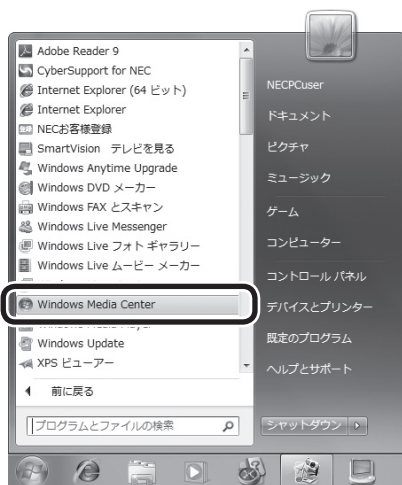 Adobe Reader 9
CyberSupport for NEC
Internet Explorer (64 ビット)
Internet Explorer
NECお客様登録
SmartVision テレビを見る
Windows Anytime Upgrade
Windows DVD メーカー
Windows FAX とスキャン
Windows Live Messenger
Windows Live フォト ギャラリー
Windows Live ムービー メーカー
Windows Media Center
Windows Update
XPS ビューアー
前に戻る
プログラムとファイルの検索
NECPCuser
ドキュメント
ピクチャ
ミュージック
ゲーム
コンピューター
コントロール パネル
デバイスとプリンター
既定のプログラム
ヘルプとサポート
シャットダウン